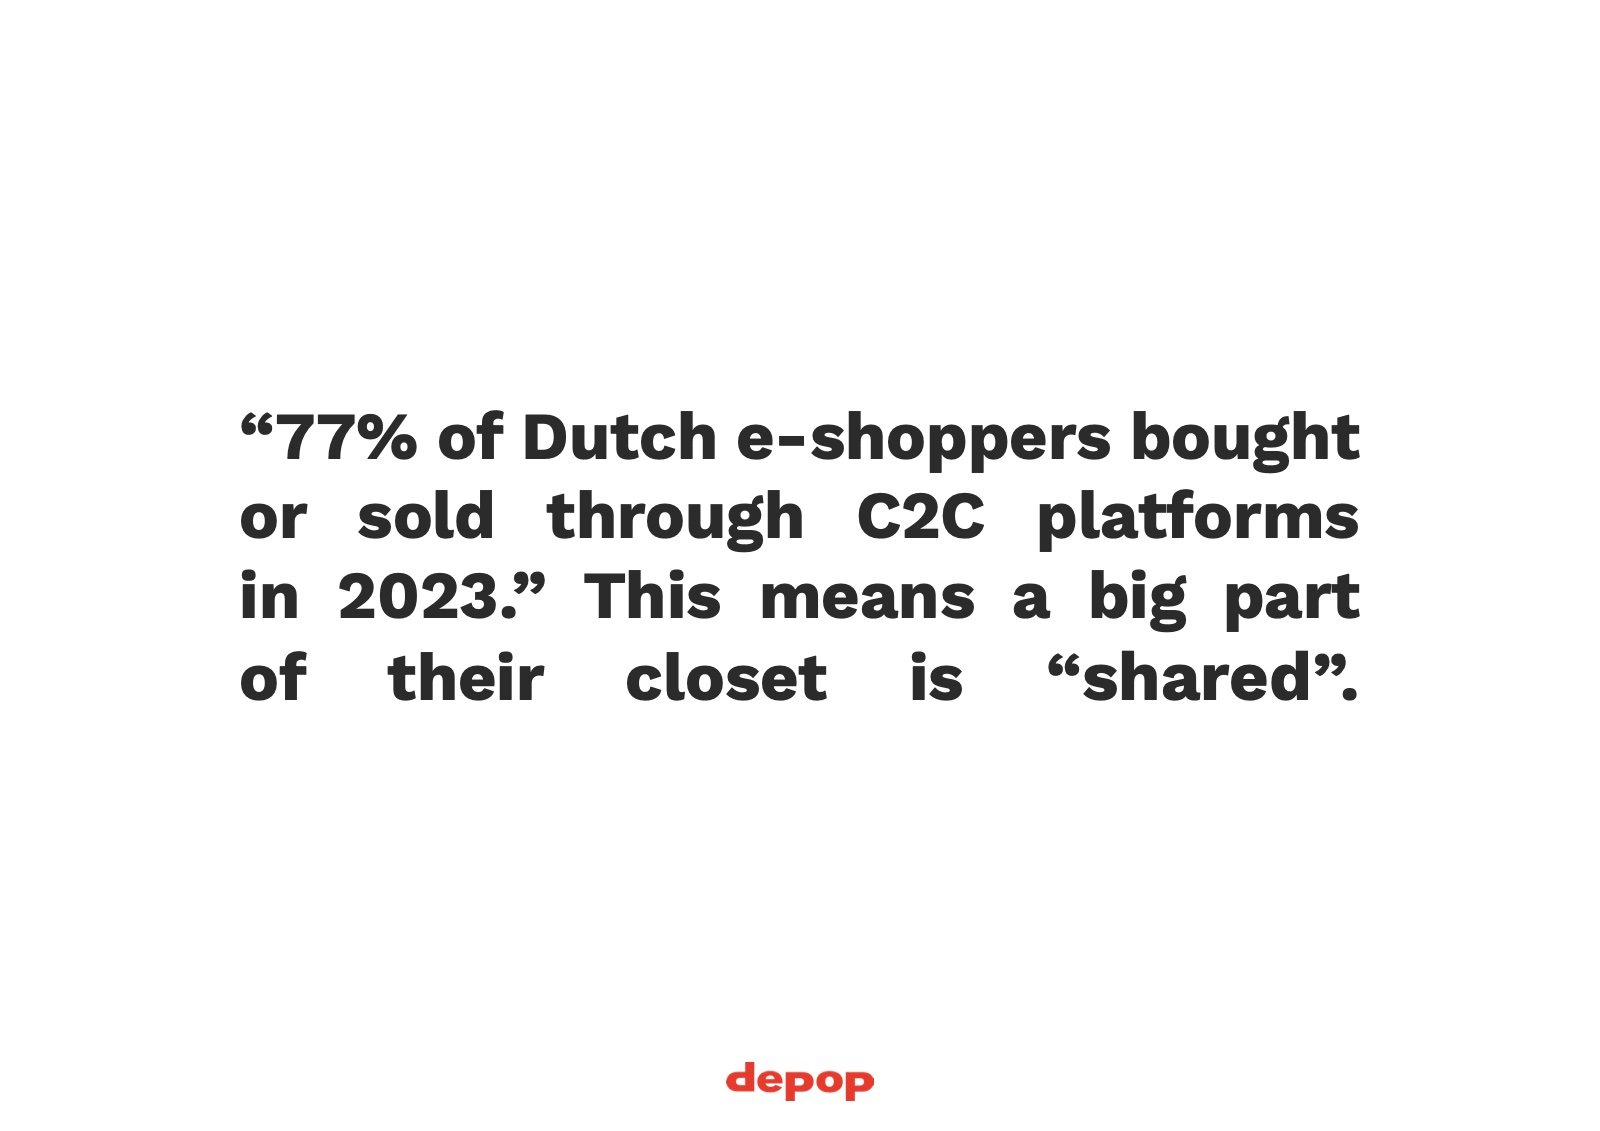 “77% of Dutch e-shoppers bought
or sold through C2C platforms
in 2023.” This means a big part
of their closet is “shared”.
depop